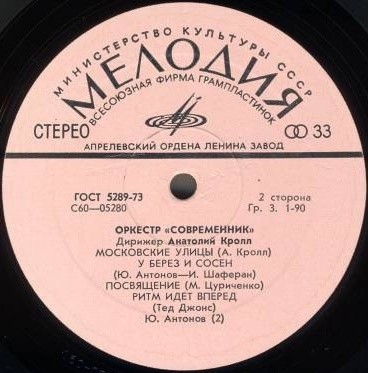 МИНИСТЕРСТВО КУЛЬТУРЫ СССР
МЕЛОДИЯ
ВСЕСОЮЗНАЯ ФИРМА ГРАМПЛАСТИНОК
СТЕРЕО
33
АПРЕЛЕВСКИЙ ОРДЕНА ЛЕНИНА ЗАВОД
ГОСТ 5289-73
2 сторона
С60—05280
Гр. 3. 1-90
ОРКЕСТР «СОВРЕМЕННИК»
Дирижер Анатолий Кролл
МОСКОВСКИЕ УЛИЦЫ (А. Кролл)
У БЕРЕЗ И СОСЕН
(Ю. Антонов—И. Шаферан)
ПОСВЯЩЕНИЕ (М. Цуриченко)
РИТМ ИДЕТ ВПЕРЕД
(Тед Джонс)
Ю. Антонов (2)